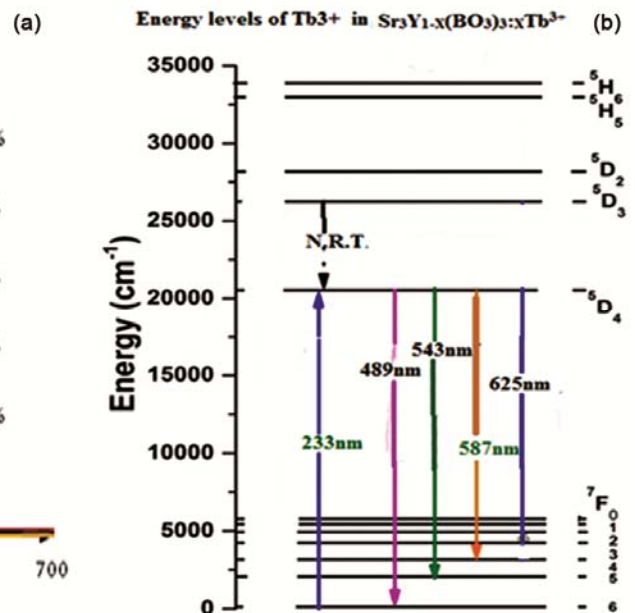 (a)
Energy levels of Tb3+ in Sr3Y1-X(BO3)3:xTb3+
(b)
35000
30000
25000
20000
15000
10000
5000
0
Energy (cm-1)
%
%
700
N.R.T.
233nm
489nm
543nm
587nm
625nm
5H6
5H5
5D2
5D3
5D4
7F0
1
2
3
4
5
6